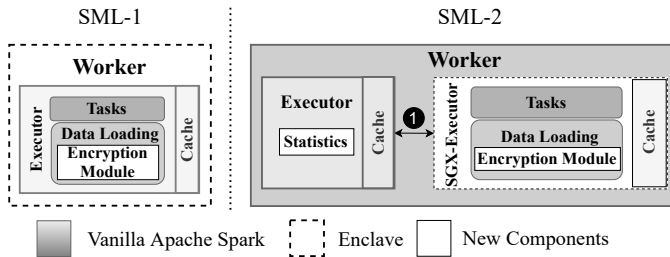 SML-1
SML-2
Worker
Executor
Tasks
Data Loading
Encryption
Module
Cache
Worker
Executor
Statistics
Cache
1
SGX-Executor
Tasks
Data Loading
Encryption Module
Cache
Vanilla Apache Spark
Enclave
New Components